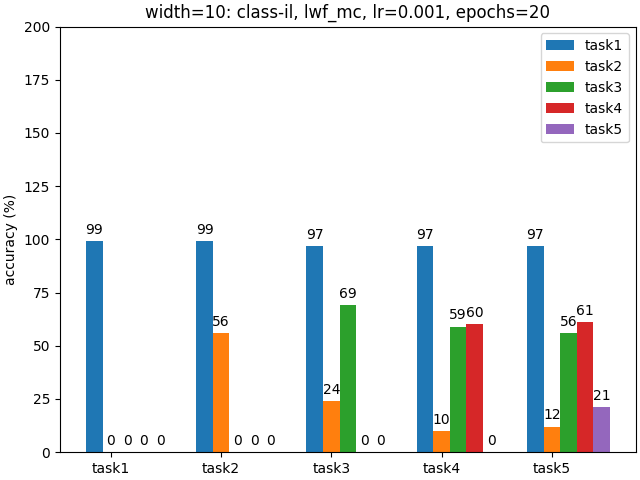 width=10: class-il, lwf_mc, lr=0.001, epochs=20
accuracy (%)
200
175
150
125
100
75
50
25
0
task1
task2
task3
task4
task5
99
0
0
0
0
99
56
0
0
0
97
24
69
0
0
97
10
59
60
0
97
12
56
61
21
task1
task2
task3
task4
task5